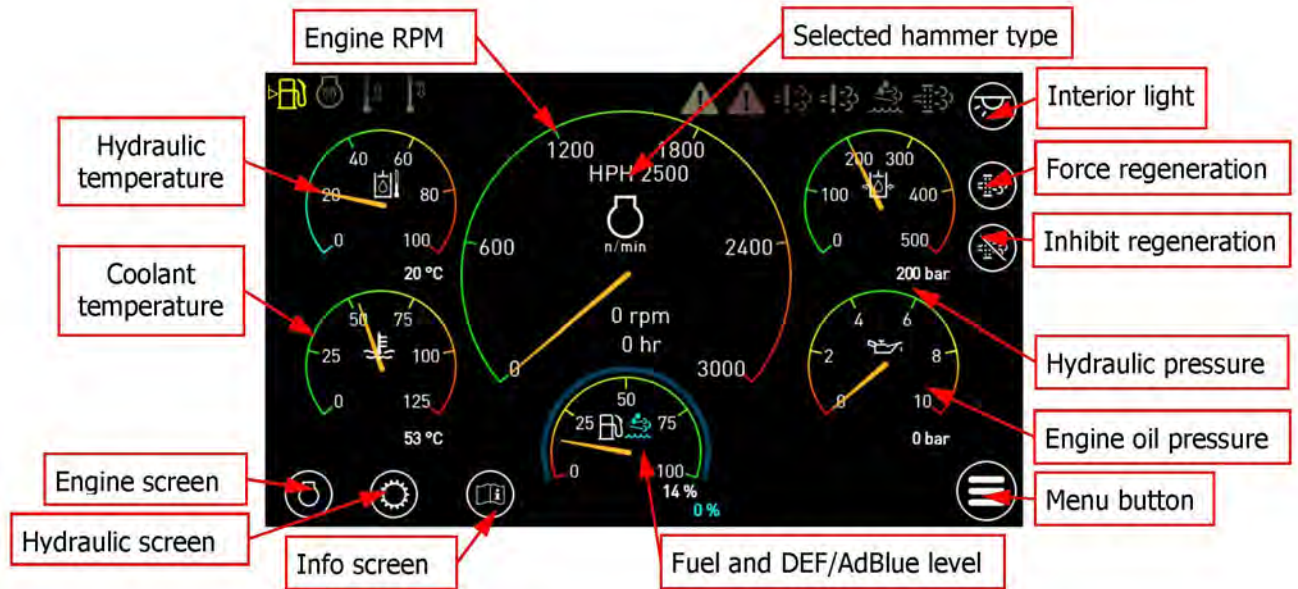 Engine RPM
Selected hammer type
Interior light
Hydraulic
temperature
Force regeneration
Inhibit regeneration
Coolant
temperature
Hydraulic pressure
Engine oil pressure
Engine screen
Menu button
Hydraulic screen
Info screen
Fuel and DEF/AdBlue level
0
20
40
60
80
100
20 °C
0
25
50
75
100
125
53 °C
0
600
1200
1800
2400
3000
HPH 2500
n/min
0 rpm
0 hr
0
25
50
75
100
14 %
0 %
0
100
200
300
400
500
200 bar
0
2
4
6
8
10
0 bar